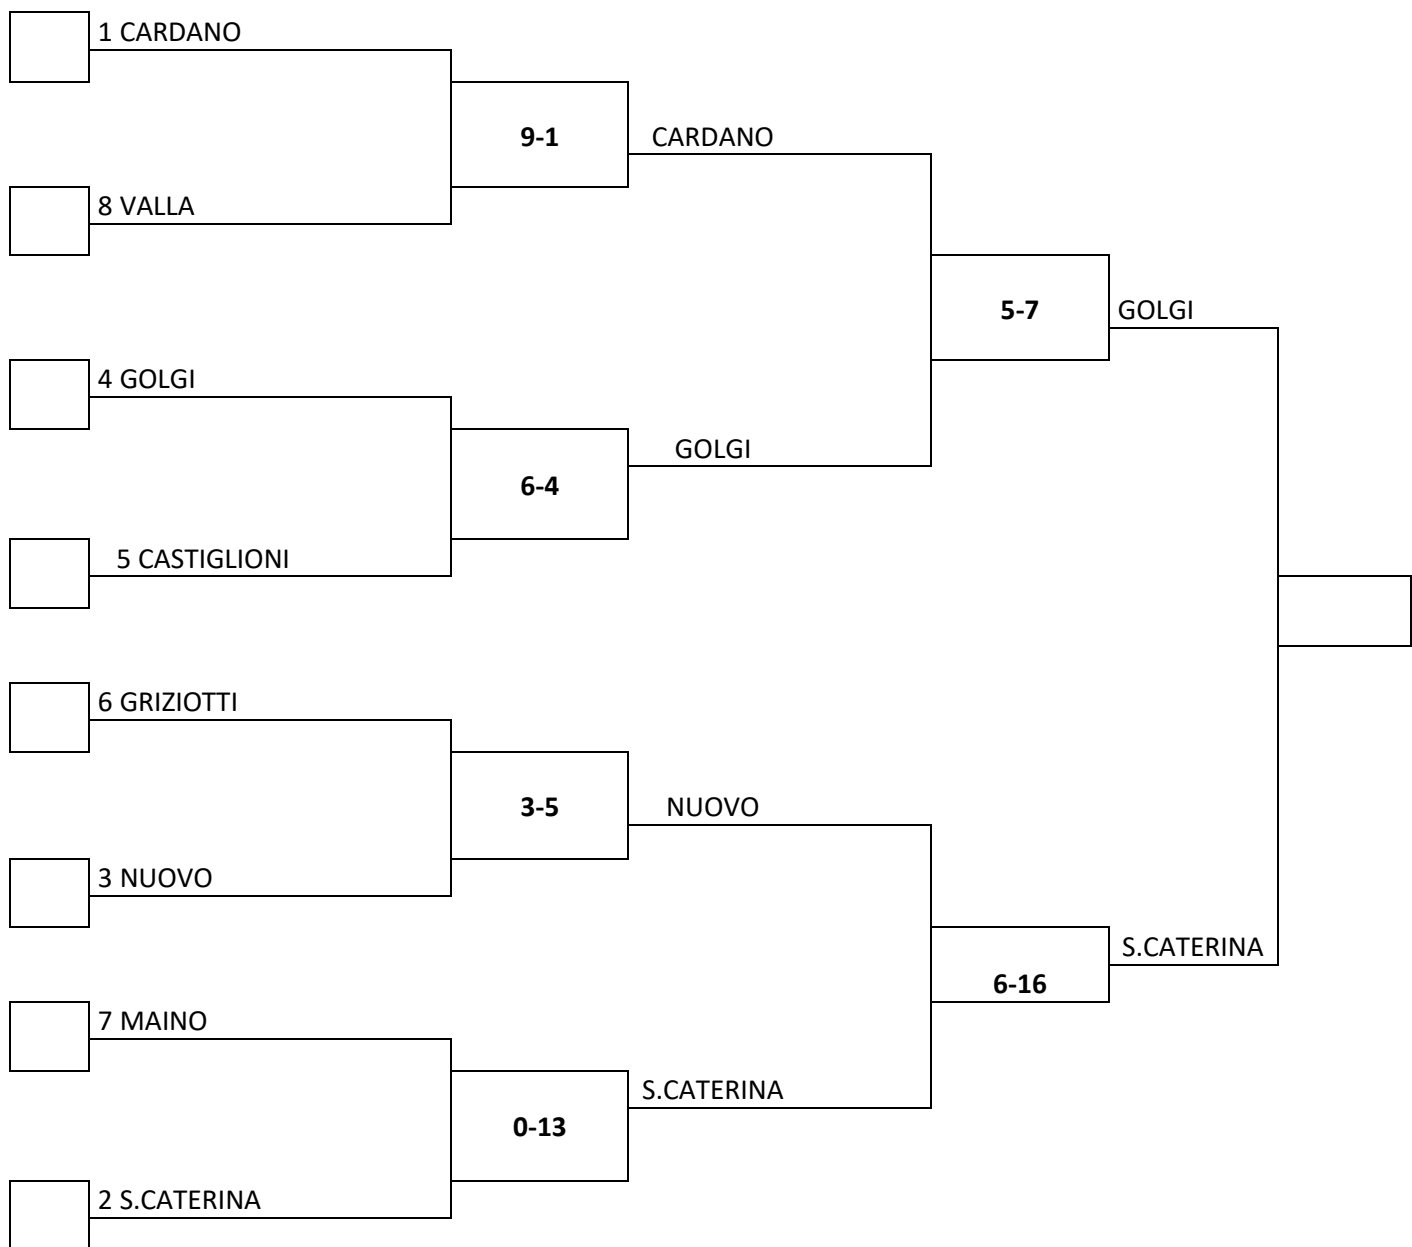 1 CARDANO
9-1
CARDANO
8 VALLA
5-7
GOLGI
4 GOLGI
GOLGI
6-4
5 CASTIGLIONI
6 GRIZIOTTI
3-5
NUOVO
3 NUOVO
S.CATERINA
6-16
7 MAINO
S.CATERINA
0-13
2 S.CATERINA